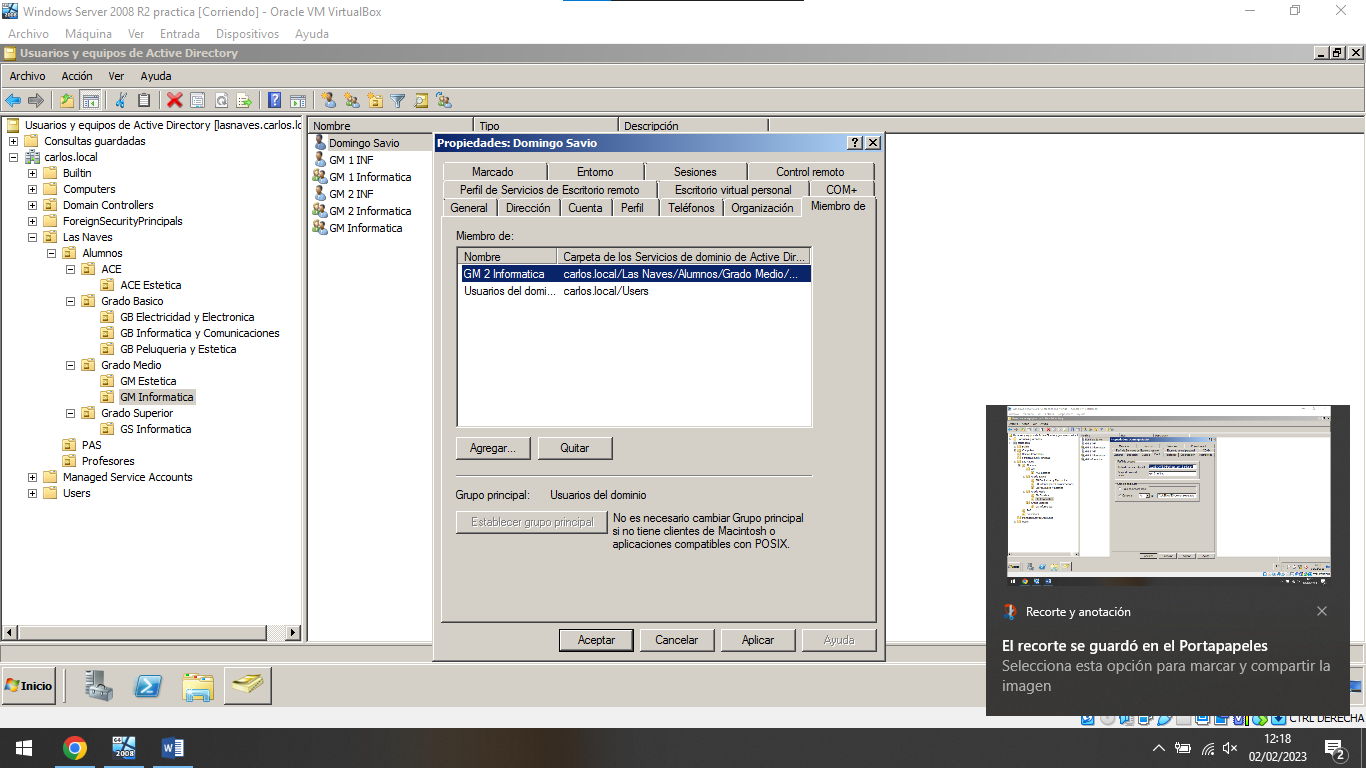 Windows Server 2008 R2 practica [Corriendo] - Oracle VM VirtualBox
Archivo Máquina Ver Entrada Dispositivos Ayuda
Usuarios y equipos de Active Directory
Archivo Acción Ver Ayuda
Usuarios y equipos de Active Directory [lasnaves.carlos.lc
Consultas guardadas
carlos.local
Builtin
Computers
Domain Controllers
ForeignSecurityPrincipals
Las Naves
Alumnos
ACE
ACE Estetica
Grado Basico
GB Electricidad y Electronica
GB Informatica y Comunicaciones
GB Peluqueria y Estetica
Grado Medio
GM Estetica
GM Informatica
Grado Superior
GS Informatica
PAS
Profesores
Managed Service Accounts
Users
Nombre Tipo Descripción
Domingo Savio
GM 1 INF
GM 1 Informatica
GM 2 INF
GM 2 Informatica
GM Informatica
Propiedades: Domingo Savio
Marcado Entorno Sesiones Control remoto
Perfil de Servicios de Escritorio remoto Escritorio virtual personal COM+
General Dirección Cuenta Perfil Teléfonos Organización Miembro de
Miembro de:
Nombre Carpeta de los Servicios de dominio de Active Dir...
GM 2 Informatica carlos.local/Las Naves/Alumnos/Grado Medio/...
Usuarios del domi... carlos.local/Users
Agregar... Quitar
Grupo principal: Usuarios del dominio
Establecer grupo principal
No es necesario cambiar Grupo principal
si no tiene clientes de Macintosh o
aplicaciones compatibles con POSIX.
Aceptar Cancelar Aplicar Ayuda
Recorte y anotación
El recorte se guardó en el Portapapeles
Selecciona esta opción para marcar y compartir la
imagen
Inicio
CTRL DERECHA
2008
12:18
02/02/2023
2